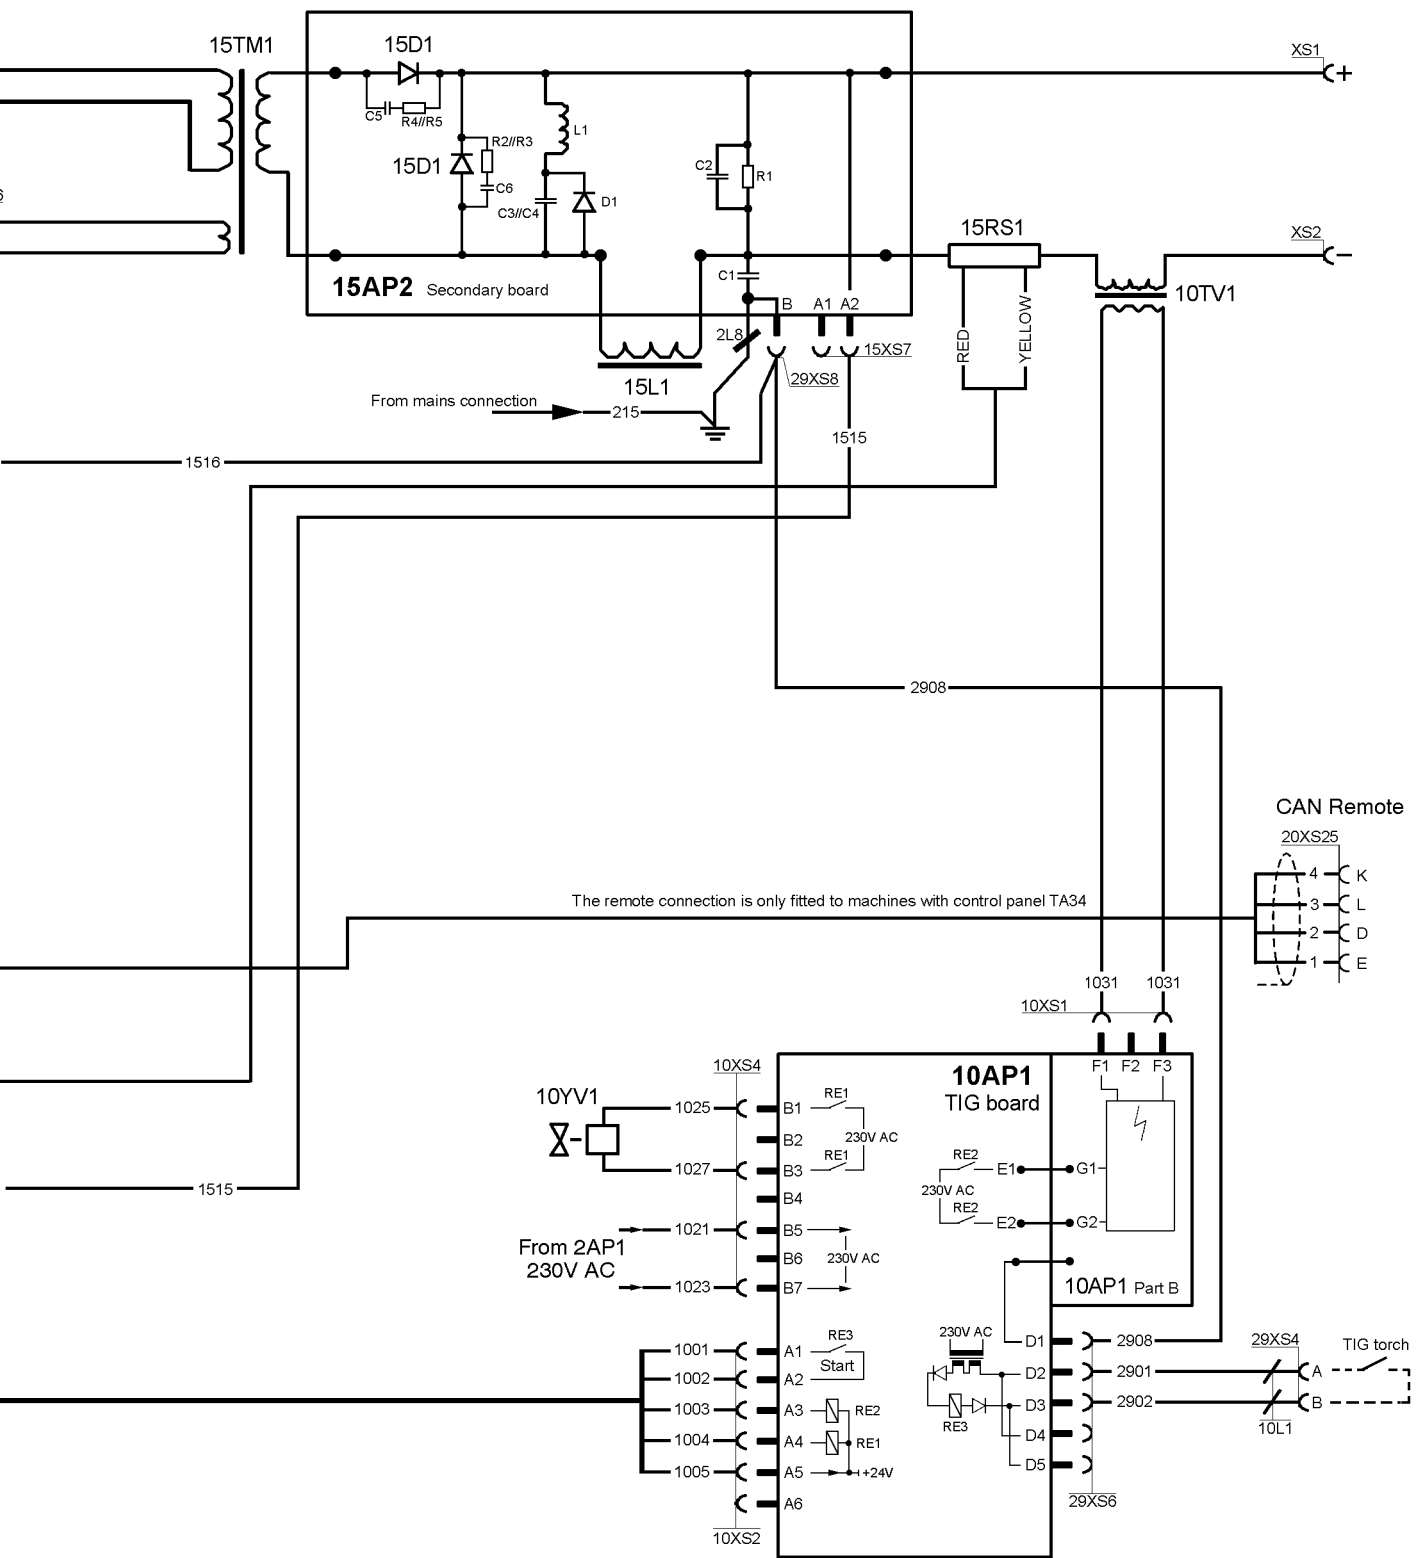 15TM1
15D1
XS1
+
C5
R4//R5
L1
R2//R3
15D1
C6
C3//C4
D1
C2
R1
15RS1
XS2
−
15AP2 Secondary board
C1
B
A1
A2
10TV1
2L8
15XS7
RED
YELLOW
29XS8
15L1
From mains connection
215
1515
1516
2908
CAN Remote
20XS25
4 K
3 L
2 D
1 E
The remote connection is only fitted to machines with control panel TA34
1031
1031
10XS1
F1 F2 F3
10XS4
10AP1
TIG board
10YV1
1025
B1
RE1
B2
230V AC
1027
B3
RE1
B4
RE2
E1
G1
230V AC
RE2
E2
G2
1515
From 2AP1
230V AC
1021
B5
B6
230V AC
1023
B7
10AP1 Part B
1001
A1
RE3
Start
1002
A2
1003
A3
RE2
1004
A4
RE1
1005
A5
+24V
A6
10XS2
230V AC
RE3
D1
2908
D2
2901
D3
2902
D4
D5
29XS6
29XS4
TIG torch
A
B
10L1